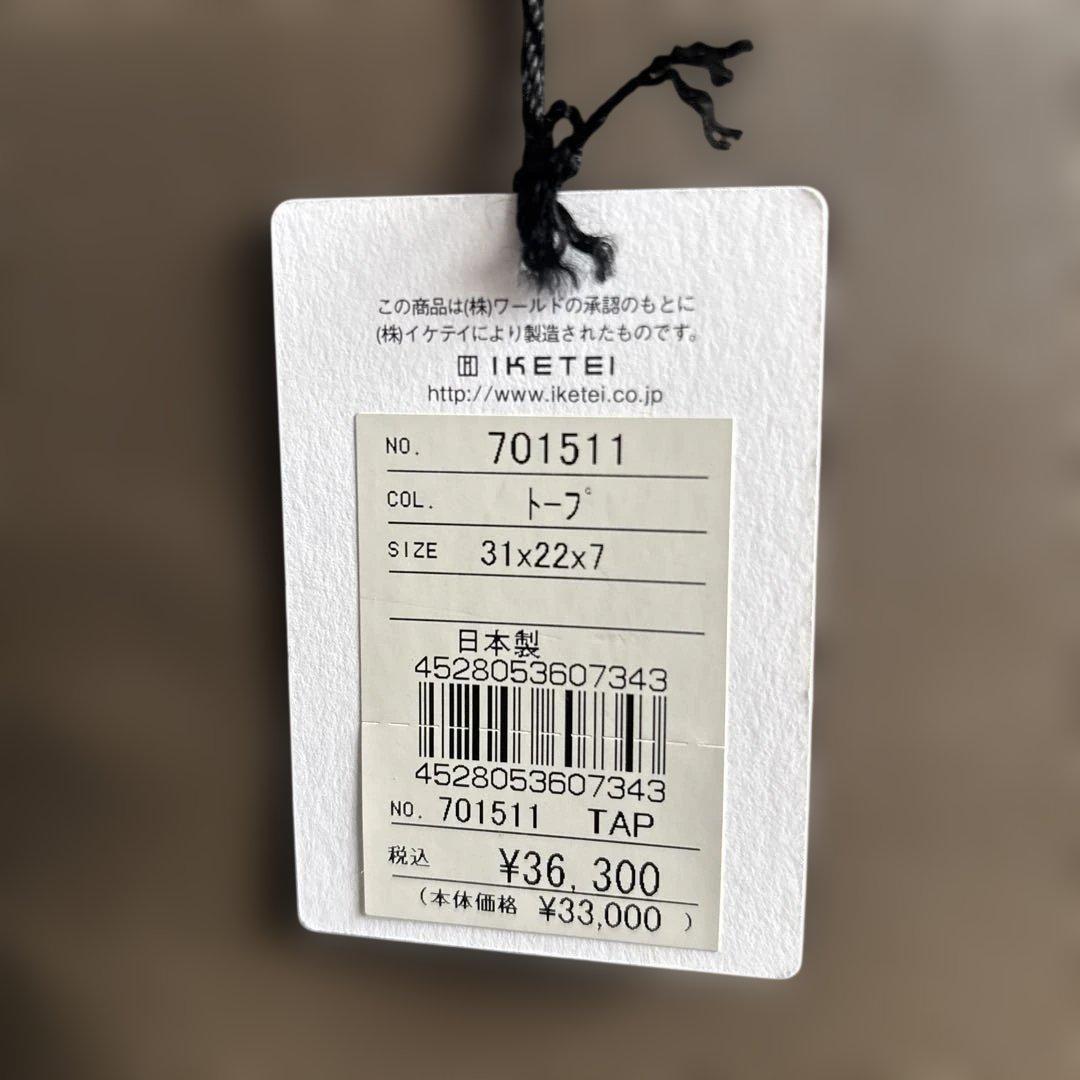 この商品は(株)ワールドの承認のもとに
(株)イケテイにより製造されたものです。
IKETEI
http://www.iketei.co.jp
NO. 701511
COL. トープ
SIZE 31x22x7
日本製
4528053607343
4528053607343
NO. 701511 TAP
税込 ¥36,300
(本体価格 ¥33,000 )